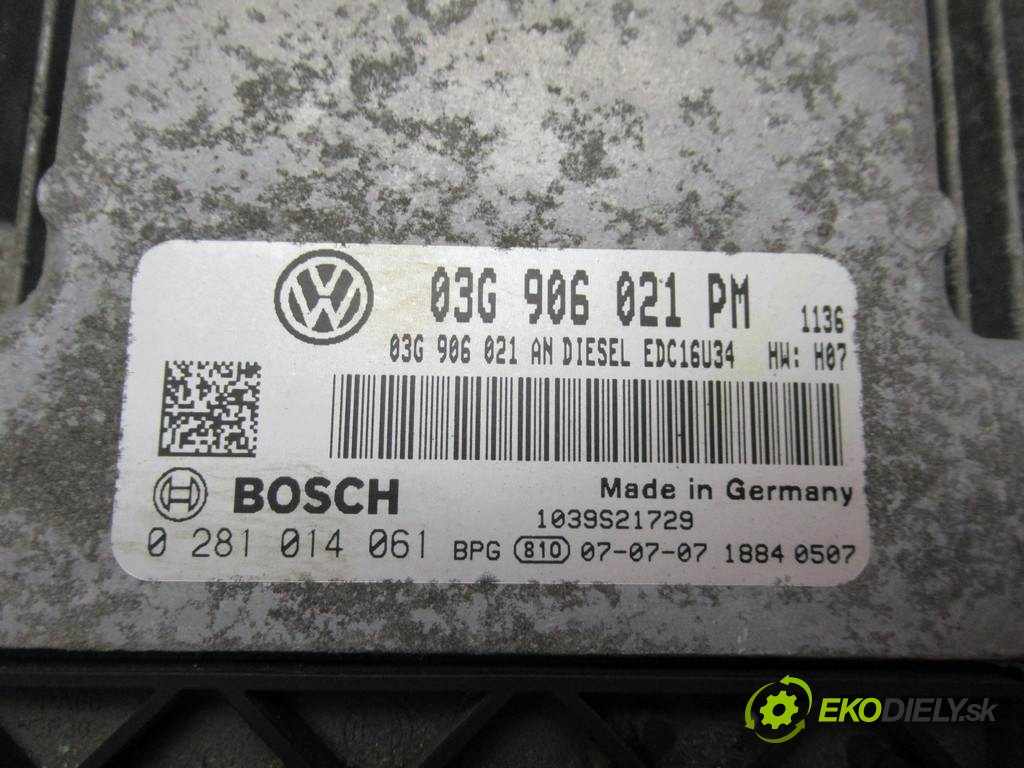 03G 906 021 PM 1136
03G 906 021 AN DIESEL EDC16U34 HW: H07
BOSCH Made in Germany
1039S21729
0 281 014 061 BPG 810 07-07-07 1884 0507
EKODIELY.sk